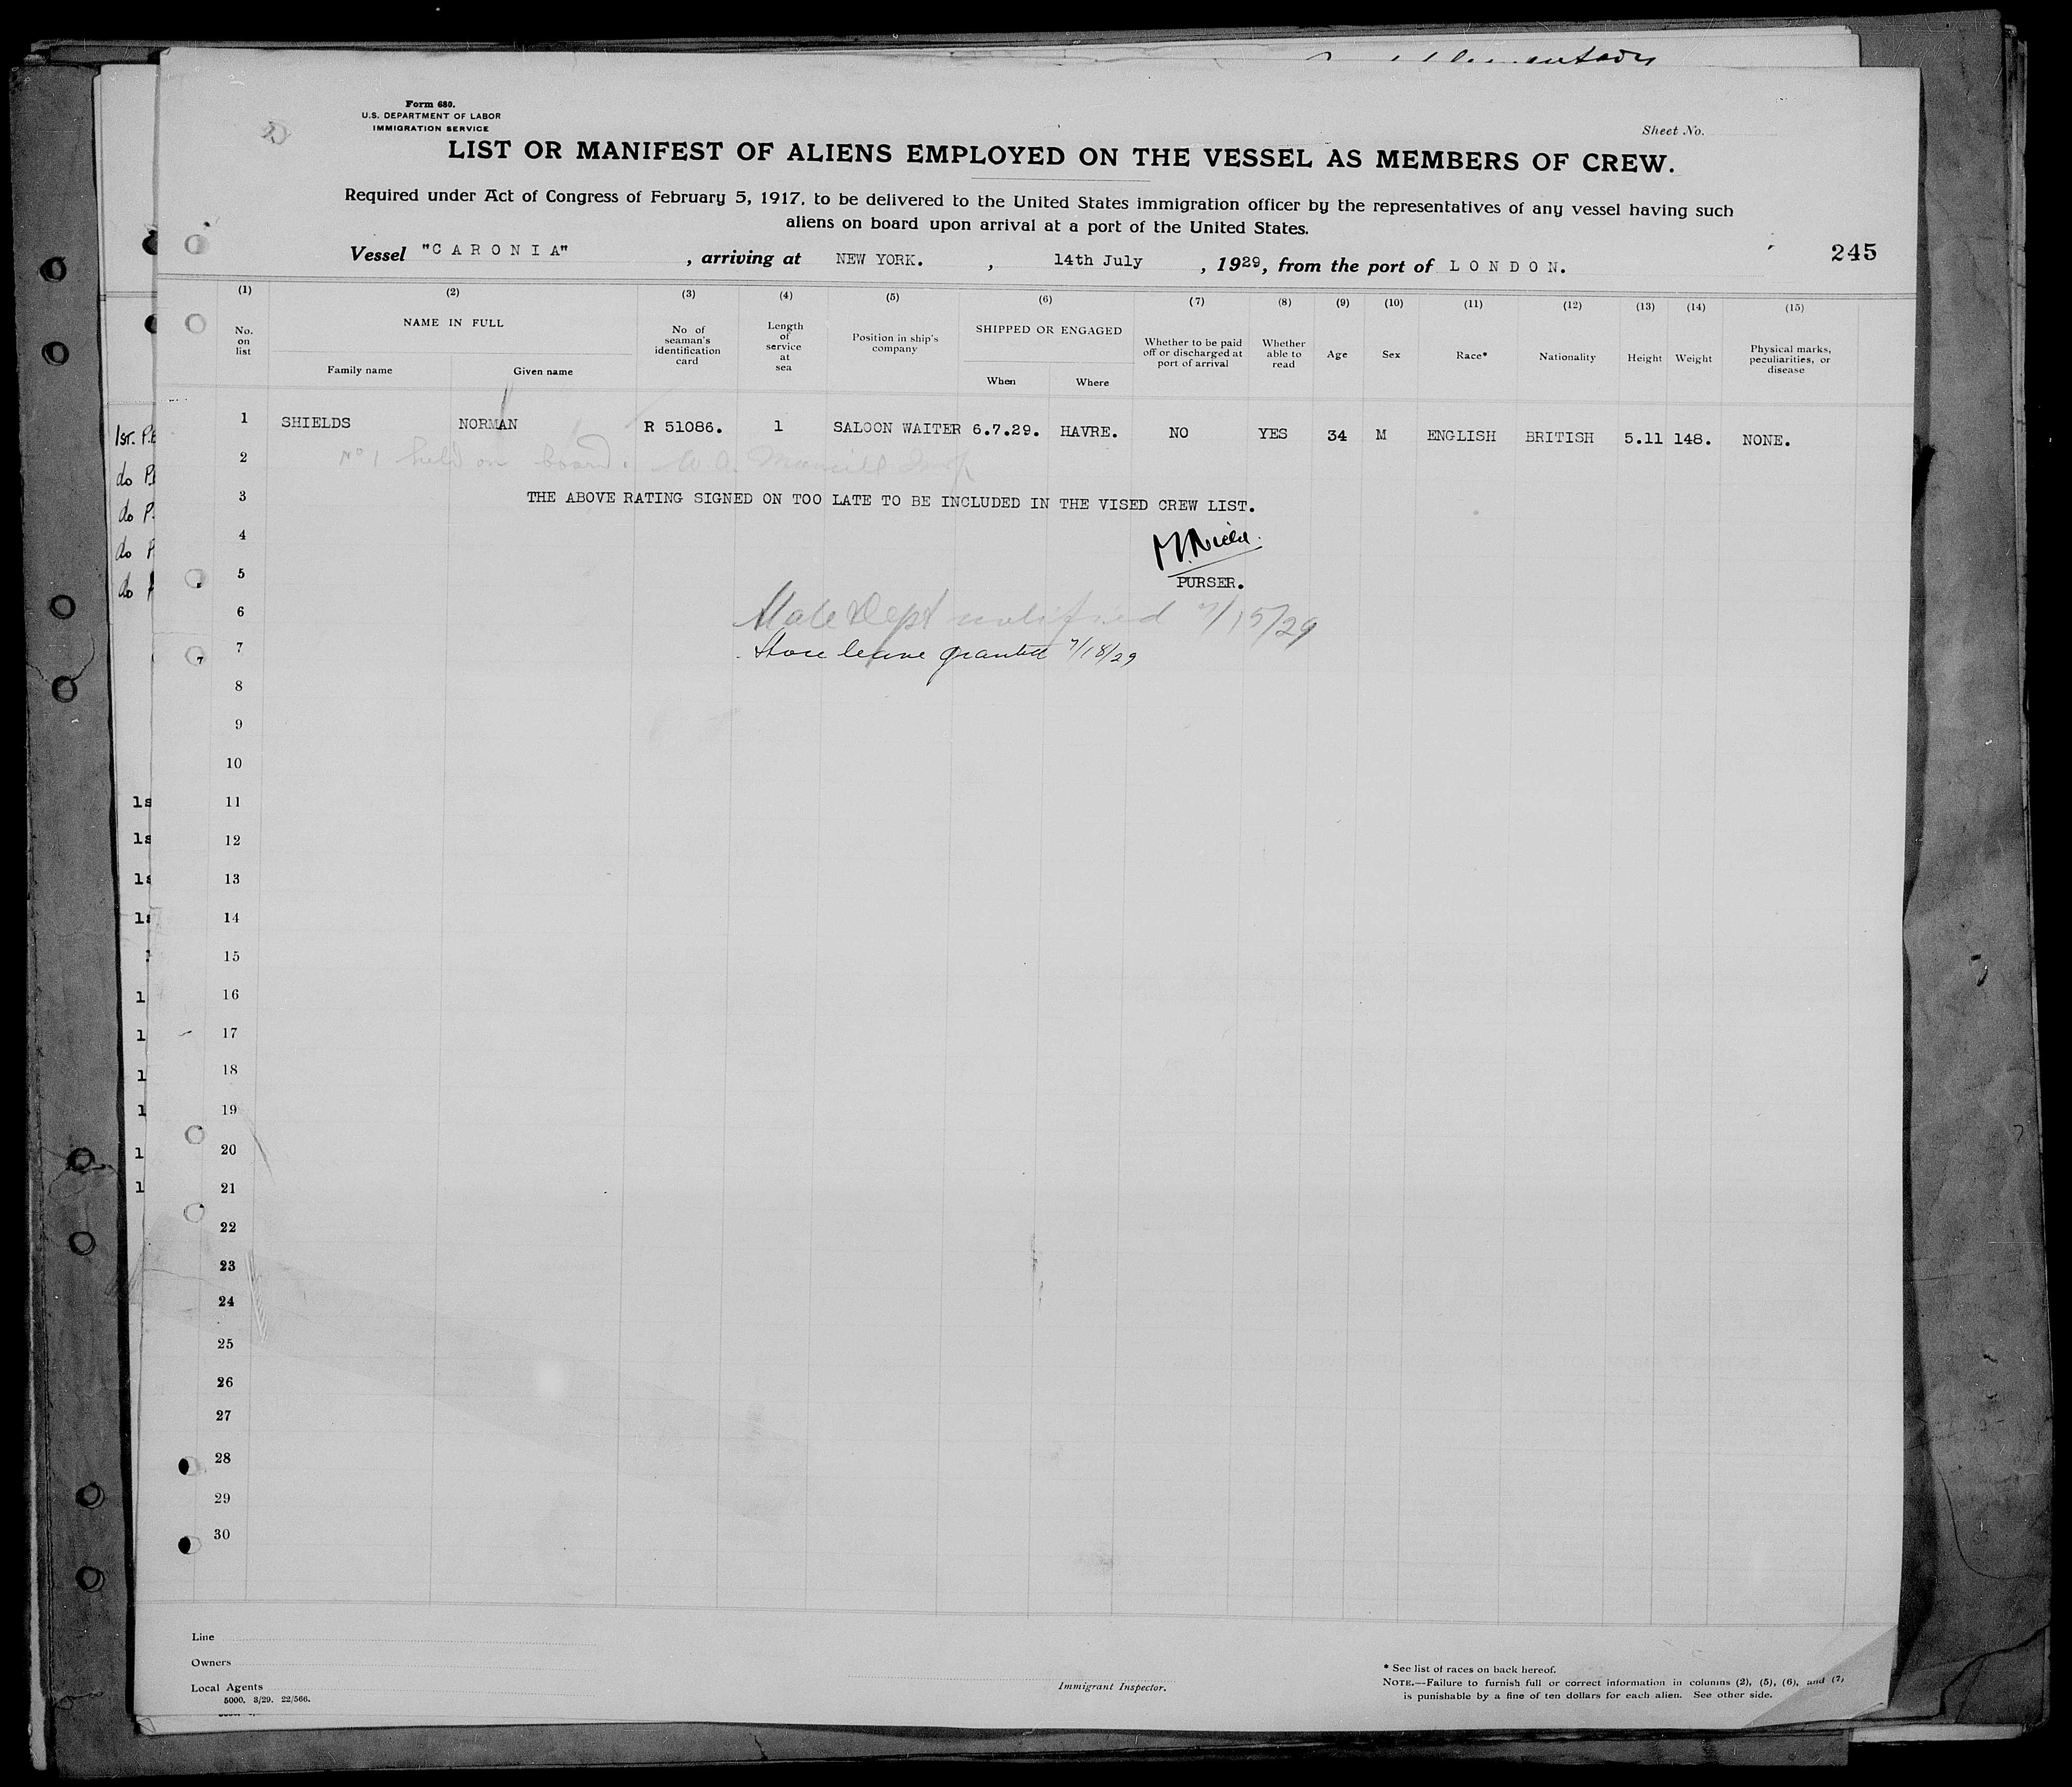 Form 680.
U.S. DEPARTMENT OF LABOR
IMMIGRATION SERVICE
Sheet No.
LIST OR MANIFEST OF ALIENS EMPLOYED ON THE VESSEL AS MEMBERS OF CREW.
Required under Act of Congress of February 5, 1917, to be delivered to the United States immigration officer by the representatives of any vessel having such
aliens on board upon arrival at a port of the United States.
245
Vessel "CARONIA", arriving at NEW YORK. , 14th July, 1929, from the port of LONDON.
(1) (2) (3) (4) (5) (6) (7) (8) (9) (10) (11) (12) (13) (14) (15)
No. on list NAME IN FULL Family name Given name No of seaman's identification card Length of service at sea Position in ship's company SHIPPED OR ENGAGED When Where Whether to be paid off or discharged at port of arrival Whether able to read Age Sex Race* Nationality Height Weight Physical marks, peculiarities, or disease
1 SHIELDS NORMAN R 51086. 1 SALOON WAITER 6.7.29. HAVRE. NO YES 34 M ENGLISH BRITISH 5.11 148. NONE.
2 No 1 held on board.
3 THE ABOVE RATING SIGNED ON TOO LATE TO BE INCLUDED IN THE VISED CREW LIST.
4
5 PURSER.
6 State Dept notified 7/15/29
7 Shore leave granted 7/18/29
8
9
10
11
12
13
14
15
16
17
18
19
20
21
22
23
24
25
26
27
28
29
30
Line
Owners
Local Agents
5000. 3/29. 22/566.
Immigrant Inspector.
* See list of races on back hereof.
NOTE.—Failure to furnish full or correct information in columns (2), (5), (6), and (7)
is punishable by a fine of ten dollars for each alien. See other side.